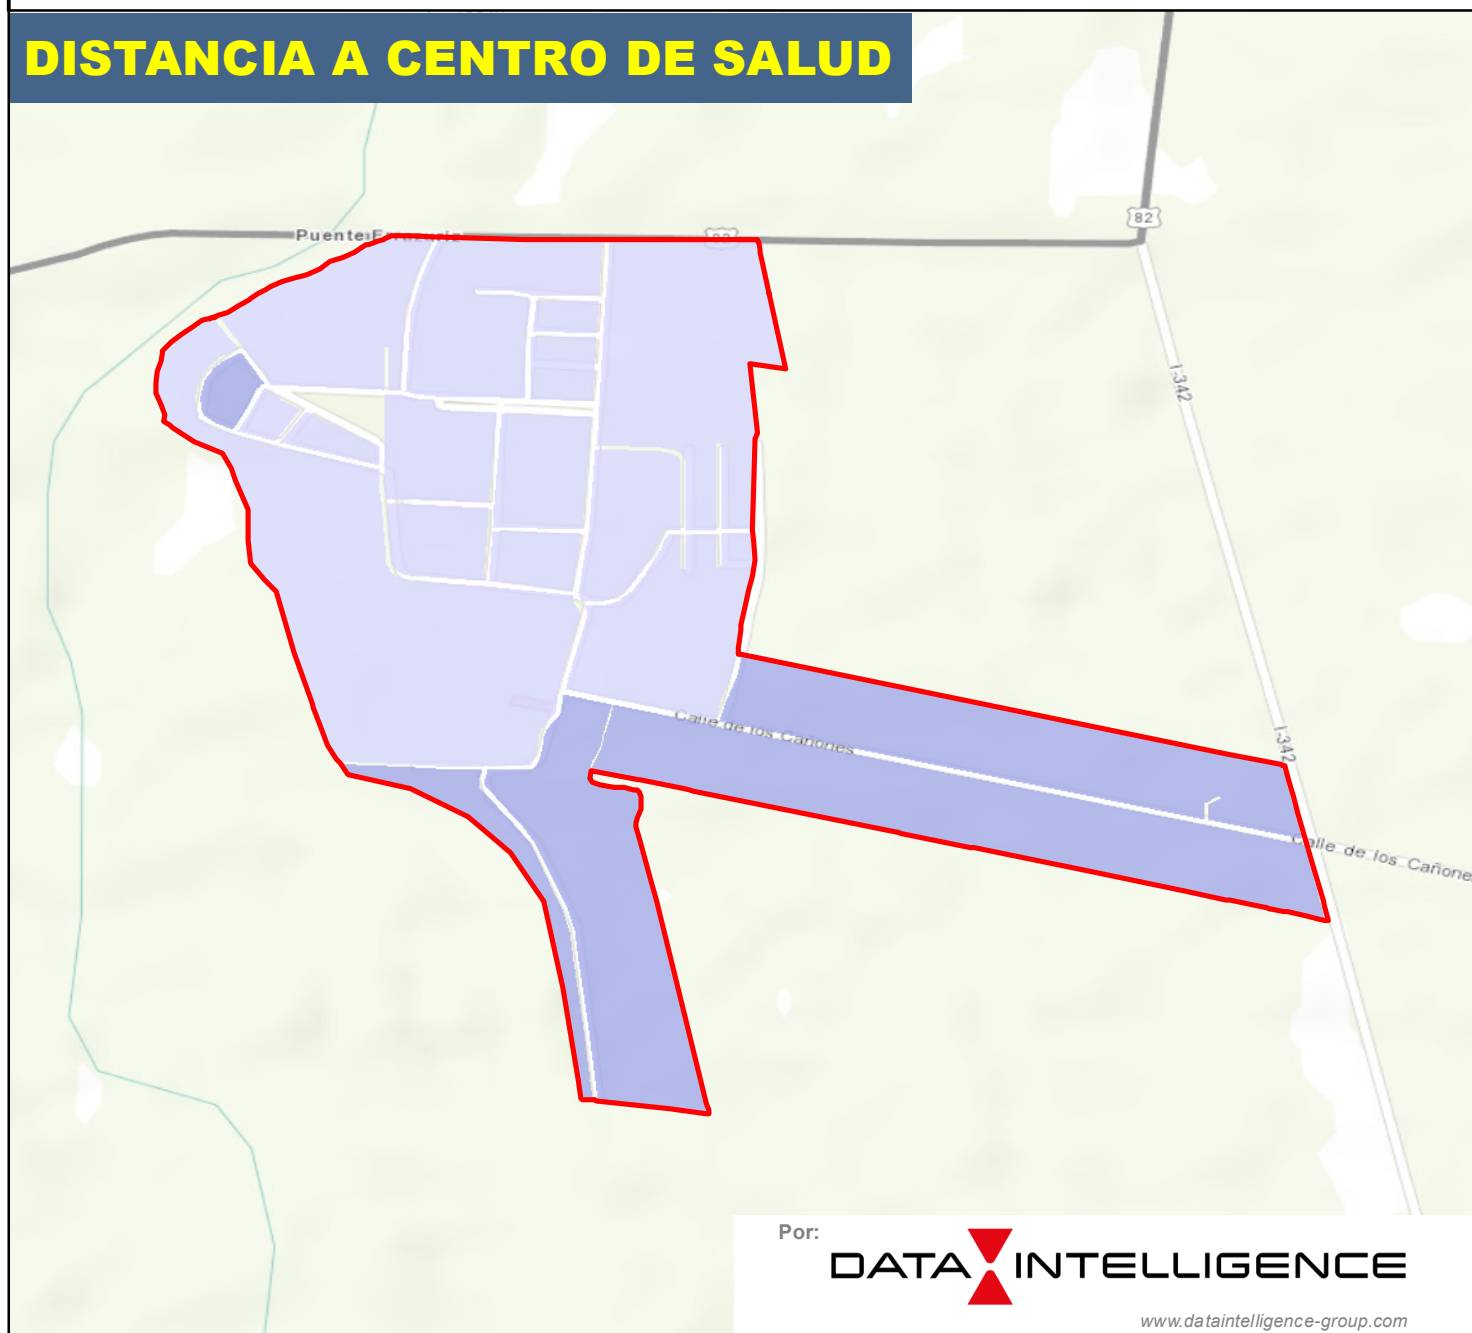 DISTANCIA A CENTRO DE SALUD
82
Puente Errazuriz
82
I-342
I-342
Calle de los Cañones
Calle de los Cañone
Por:
DATA INTELLIGENCE
www.dataintelligence-group.com